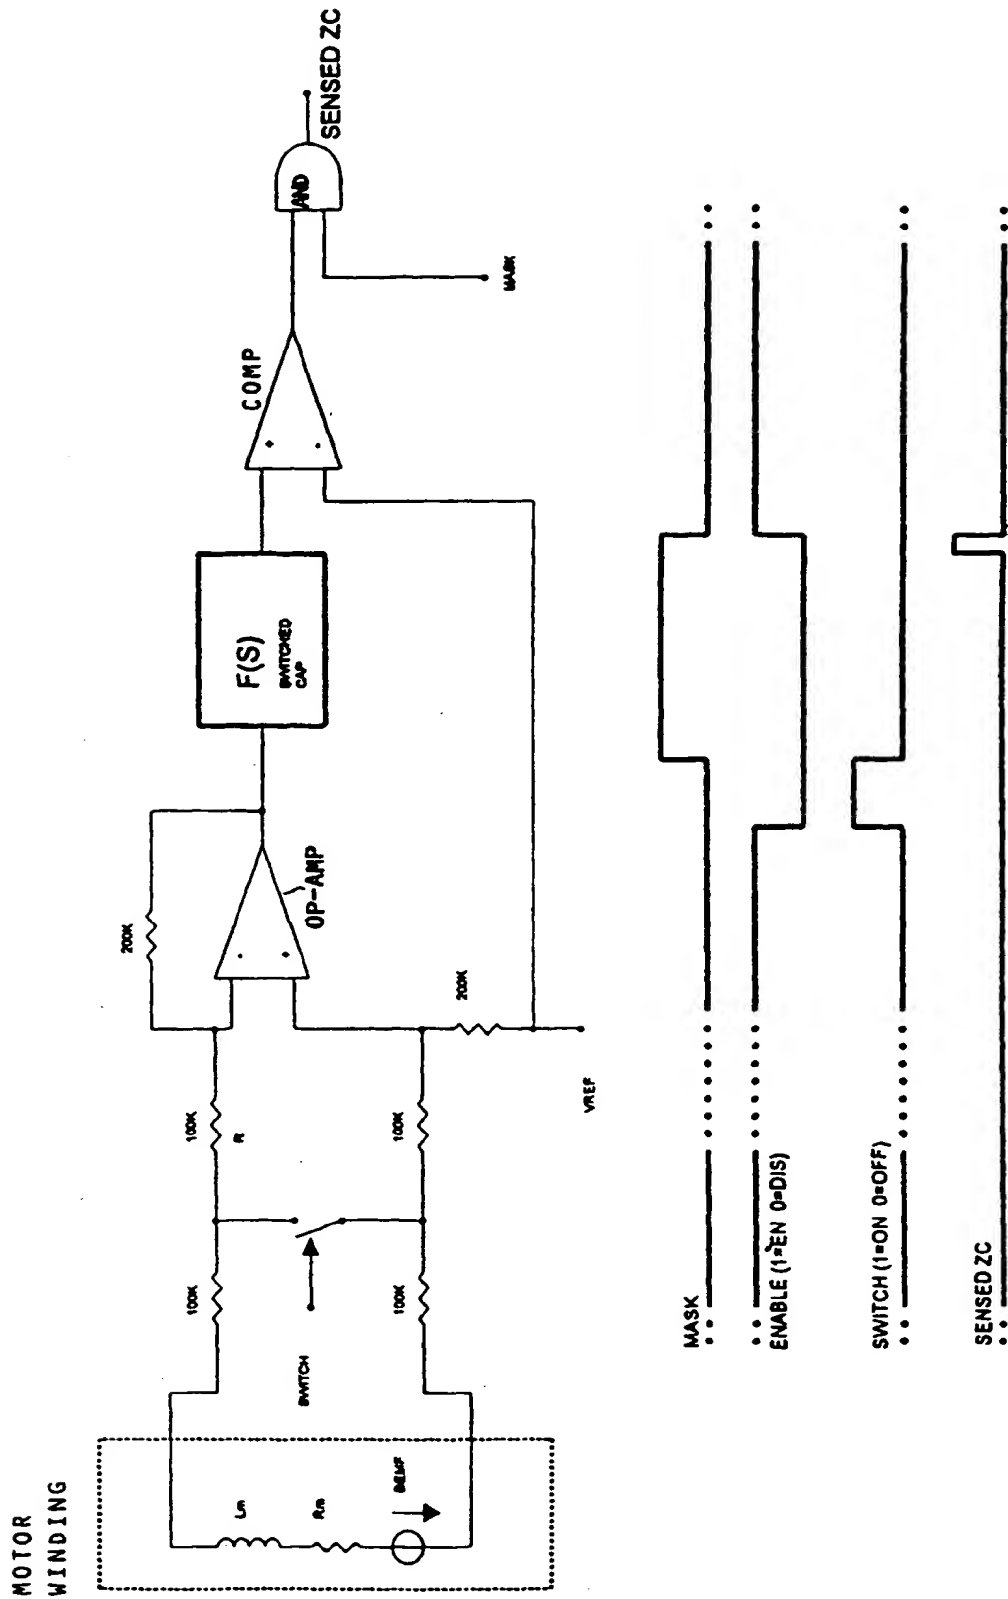 MOTOR
WINDING
Lm
Rm
BEMF
SWITCH
100K
100K
100K
R
100K
200K
-
+
OP-AMP
200K
VREF
F(S)
SWITCHED
CAP
COMP
+
-
AND
MASK
SENSED ZC
MASK
ENABLE (1=EN 0=DIS)
SWITCH (1=ON 0=OFF)
SENSED ZC